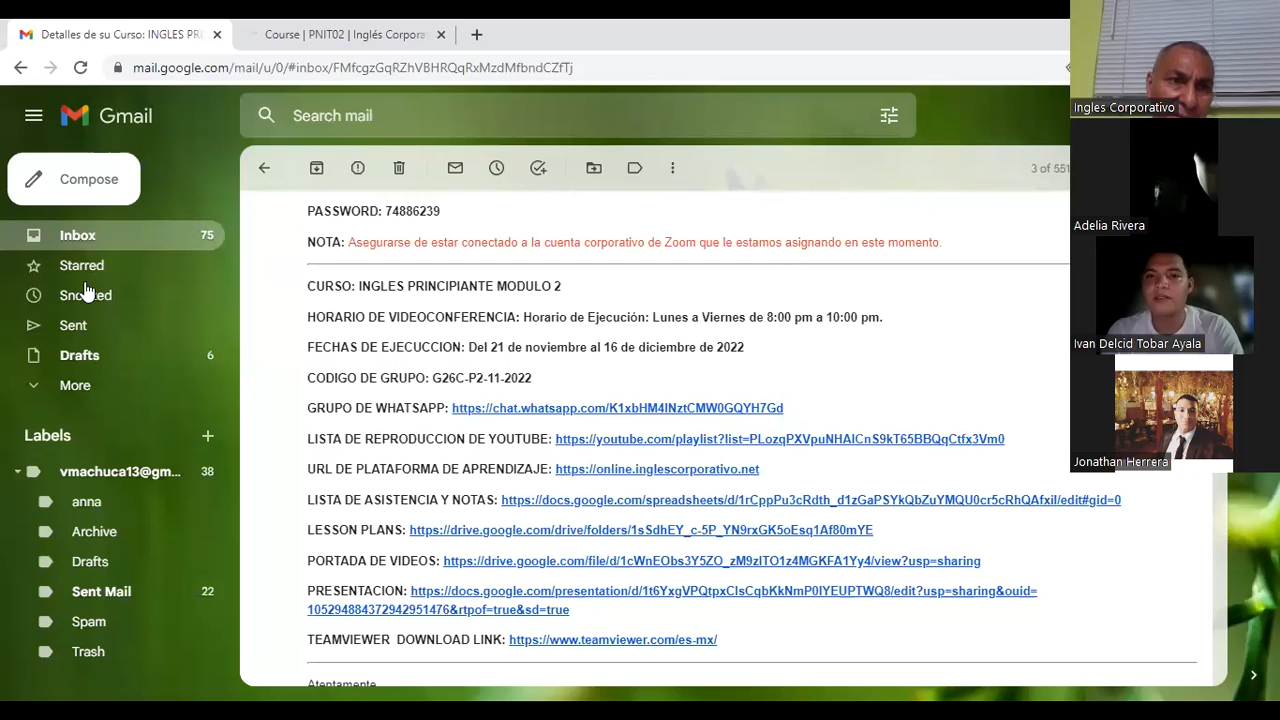 Detalles de su Curso: INGLES PRI
Course | PNIT02 | Inglés Corpora
mail.google.com/mail/u/0/#inbox/FMfcgzGqRZhVBHRQqRxMzdMfbndCZfTj
Gmail
Search mail
Compose
3 of 551
Inbox 75
Starred
Snoozed
Sent
Drafts 6
More
Labels
vmachuca13@gm... 38
anna
Archive
Drafts
Sent Mail 22
Spam
Trash
PASSWORD: 74886239
NOTA: Asegurarse de estar conectado a la cuenta corporativo de Zoom que le estamos asignando en este momento.
CURSO: INGLES PRINCIPIANTE MODULO 2
HORARIO DE VIDEOCONFERENCIA: Horario de Ejecución: Lunes a Viernes de 8:00 pm a 10:00 pm.
FECHAS DE EJECUCCION: Del 21 de noviembre al 16 de diciembre de 2022
CODIGO DE GRUPO: G26C-P2-11-2022
GRUPO DE WHATSAPP: https://chat.whatsapp.com/K1xbHM4INztCMW0GQYH7Gd
LISTA DE REPRODUCCION DE YOUTUBE: https://youtube.com/playlist?list=PLozqPXVpuNHAlCnS9kT65BBQqCtfx3Vm0
URL DE PLATAFORMA DE APRENDIZAJE: https://online.inglescorporativo.net
LISTA DE ASISTENCIA Y NOTAS: https://docs.google.com/spreadsheets/d/1rCppPu3cRdth_d1zGaPSYkQbZuYMQU0cr5cRhQAfxiI/edit#gid=0
LESSON PLANS: https://drive.google.com/drive/folders/1sSdhEY_c-5P_YN9rxGK5oEsq1Af80mYE
PORTADA DE VIDEOS: https://drive.google.com/file/d/1cWnEObs3Y5ZO_zM9zITO1z4MGKFA1Yy4/view?usp=sharing
PRESENTACION: https://docs.google.com/presentation/d/1t6YxgVPQtpxCIsCqbKkNmP0IYEUPTWQ8/edit?usp=sharing&ouid=
105294884372942951476&rtpof=true&sd=true
TEAMVIEWER DOWNLOAD LINK: https://www.teamviewer.com/es-mx/
Atentamente
Ingles Corporativo
Adelia Rivera
Ivan Delcid Tobar Ayala
Jonathan Herrera